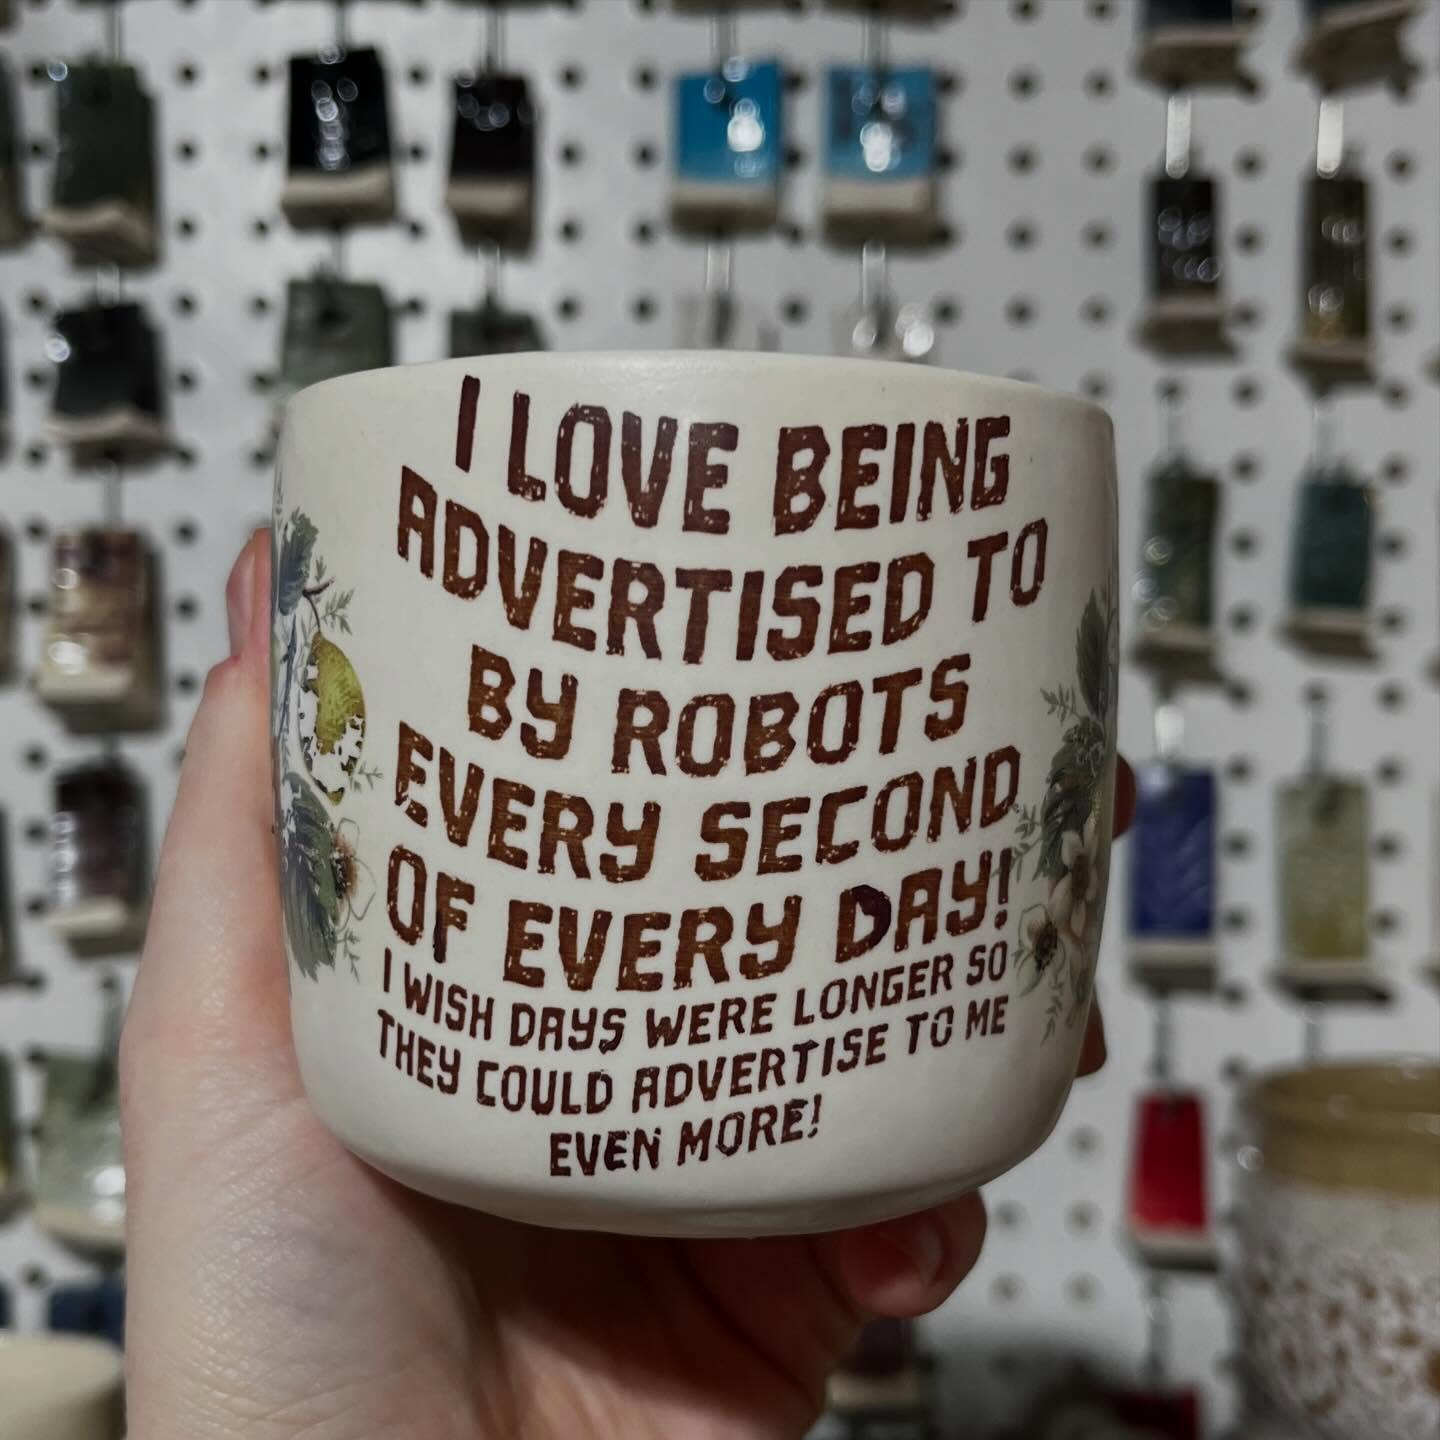 I LOVE BEING
ADVERTISED TO
BY ROBOTS
EVERY SECOND
OF EVERY DAY!
I WISH DAYS WERE LONGER SO
THEY COULD ADVERTISE TO ME
EVEN MORE!